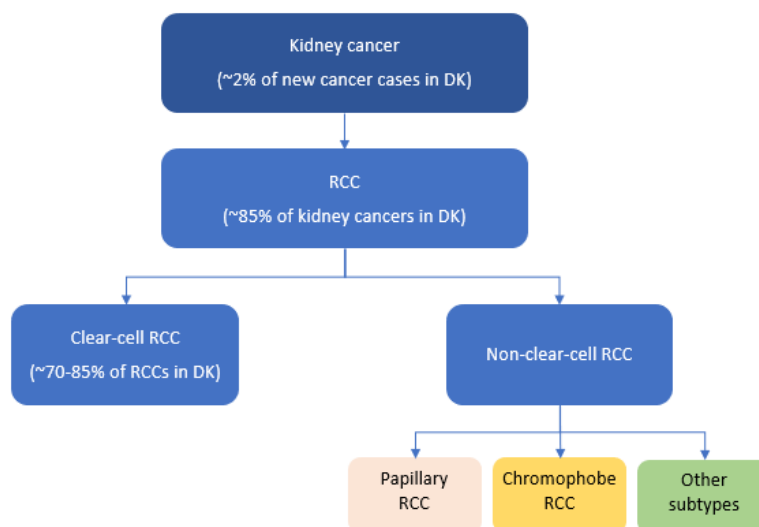 Kidney cancer
(~2% of new cancer cases in DK)
RCC
(~85% of kidney cancers in DK)
Clear-cell RCC
(~70-85% of RCCs in DK)
Non-clear-cell RCC
Papillary
RCC
Chromophobe
RCC
Other
subtypes